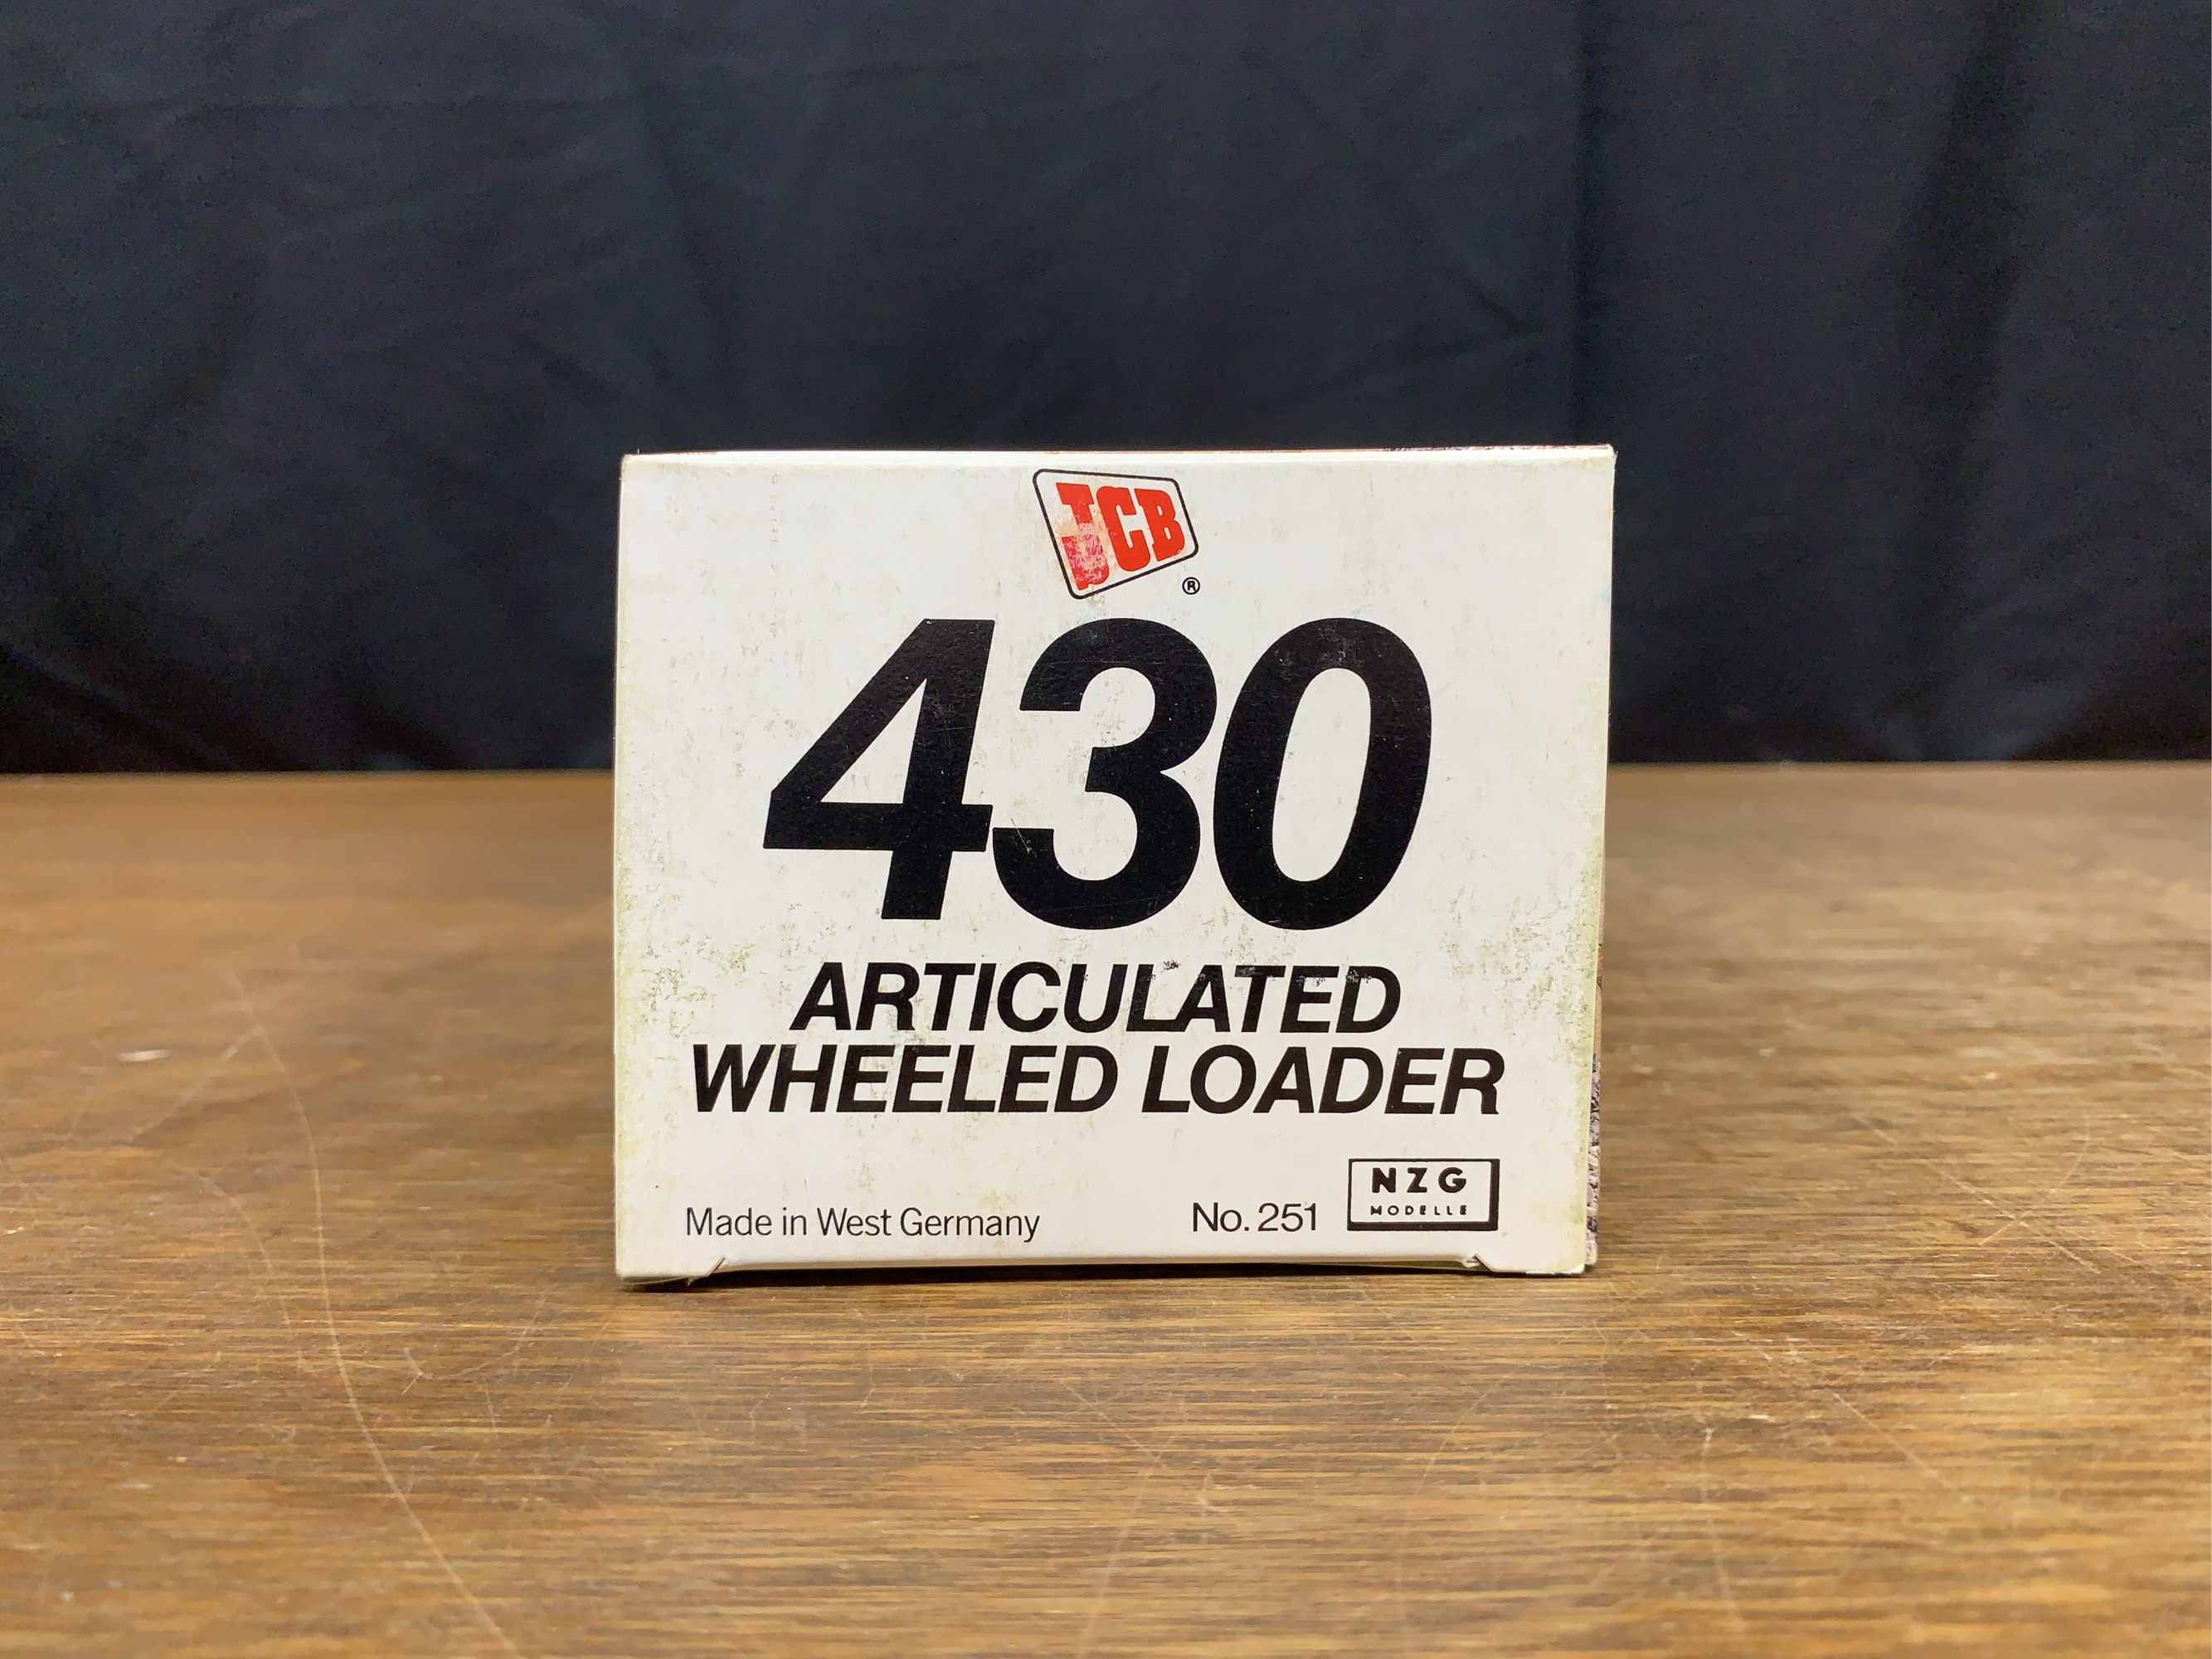 JCB
®
430
ARTICULATED
WHEELED LOADER
Made in West Germany
No. 251
NZG
MODELLE